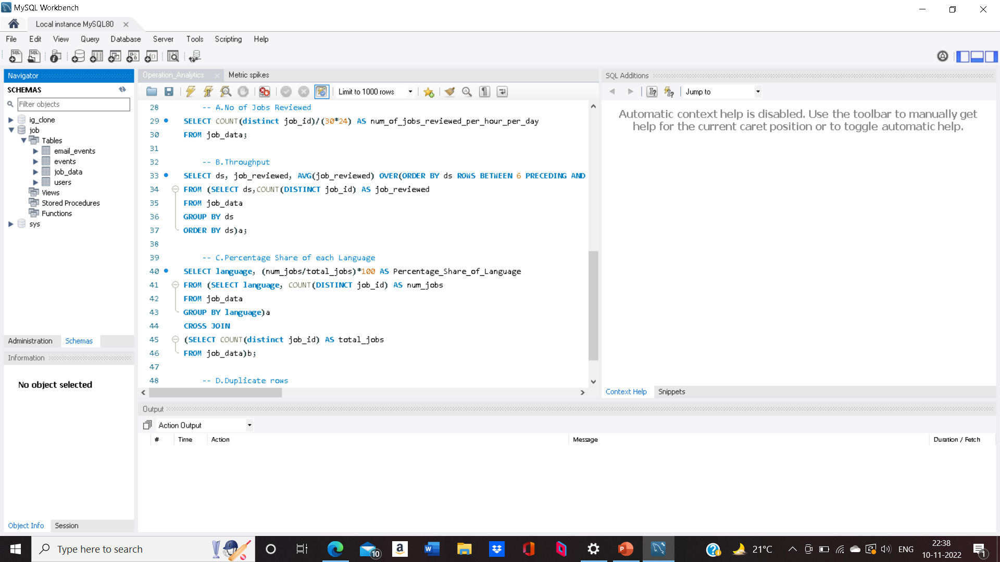 MySQL Workbench
Local instance MySQL80
File Edit View Query Database Server Tools Scripting Help
Navigator
SCHEMAS
Filter objects
ig_clone
job
Tables
email_events
events
job_data
users
Views
Stored Procedures
Functions
sys
Administration Schemas
Information
No object selected
Object Info Session
Operation_Analytics Metric spikes
Limit to 1000 rows
28 -- A.No of Jobs Reviewed
29 SELECT COUNT(distinct job_id)/(30*24) AS num_of_jobs_reviewed_per_hour_per_day
30 FROM job_data;
31
32 -- B.Throughput
33 SELECT ds, job_reviewed, AVG(job_reviewed) OVER(ORDER BY ds ROWS BETWEEN 6 PRECEDING AND
34 FROM (SELECT ds,COUNT(DISTINCT job_id) AS job_reviewed
35 FROM job_data
36 GROUP BY ds
37 ORDER BY ds)a;
38
39 -- C.Percentage Share of each Language
40 SELECT language, (num_jobs/total_jobs)*100 AS Percentage_Share_of_Language
41 FROM (SELECT language, COUNT(DISTINCT job_id) AS num_jobs
42 FROM job_data
43 GROUP BY language)a
44 CROSS JOIN
45 (SELECT COUNT(distinct job_id) AS total_jobs
46 FROM job_data)b;
47
48 -- D.Duplicate rows
SQL Additions
Jump to
Automatic context help is disabled. Use the toolbar to manually get
help for the current caret position or to toggle automatic help.
Context Help Snippets
Output
Action Output
# Time Action Message Duration / Fetch
Type here to search
10
21°C
ENG
22:38
10-11-2022
1